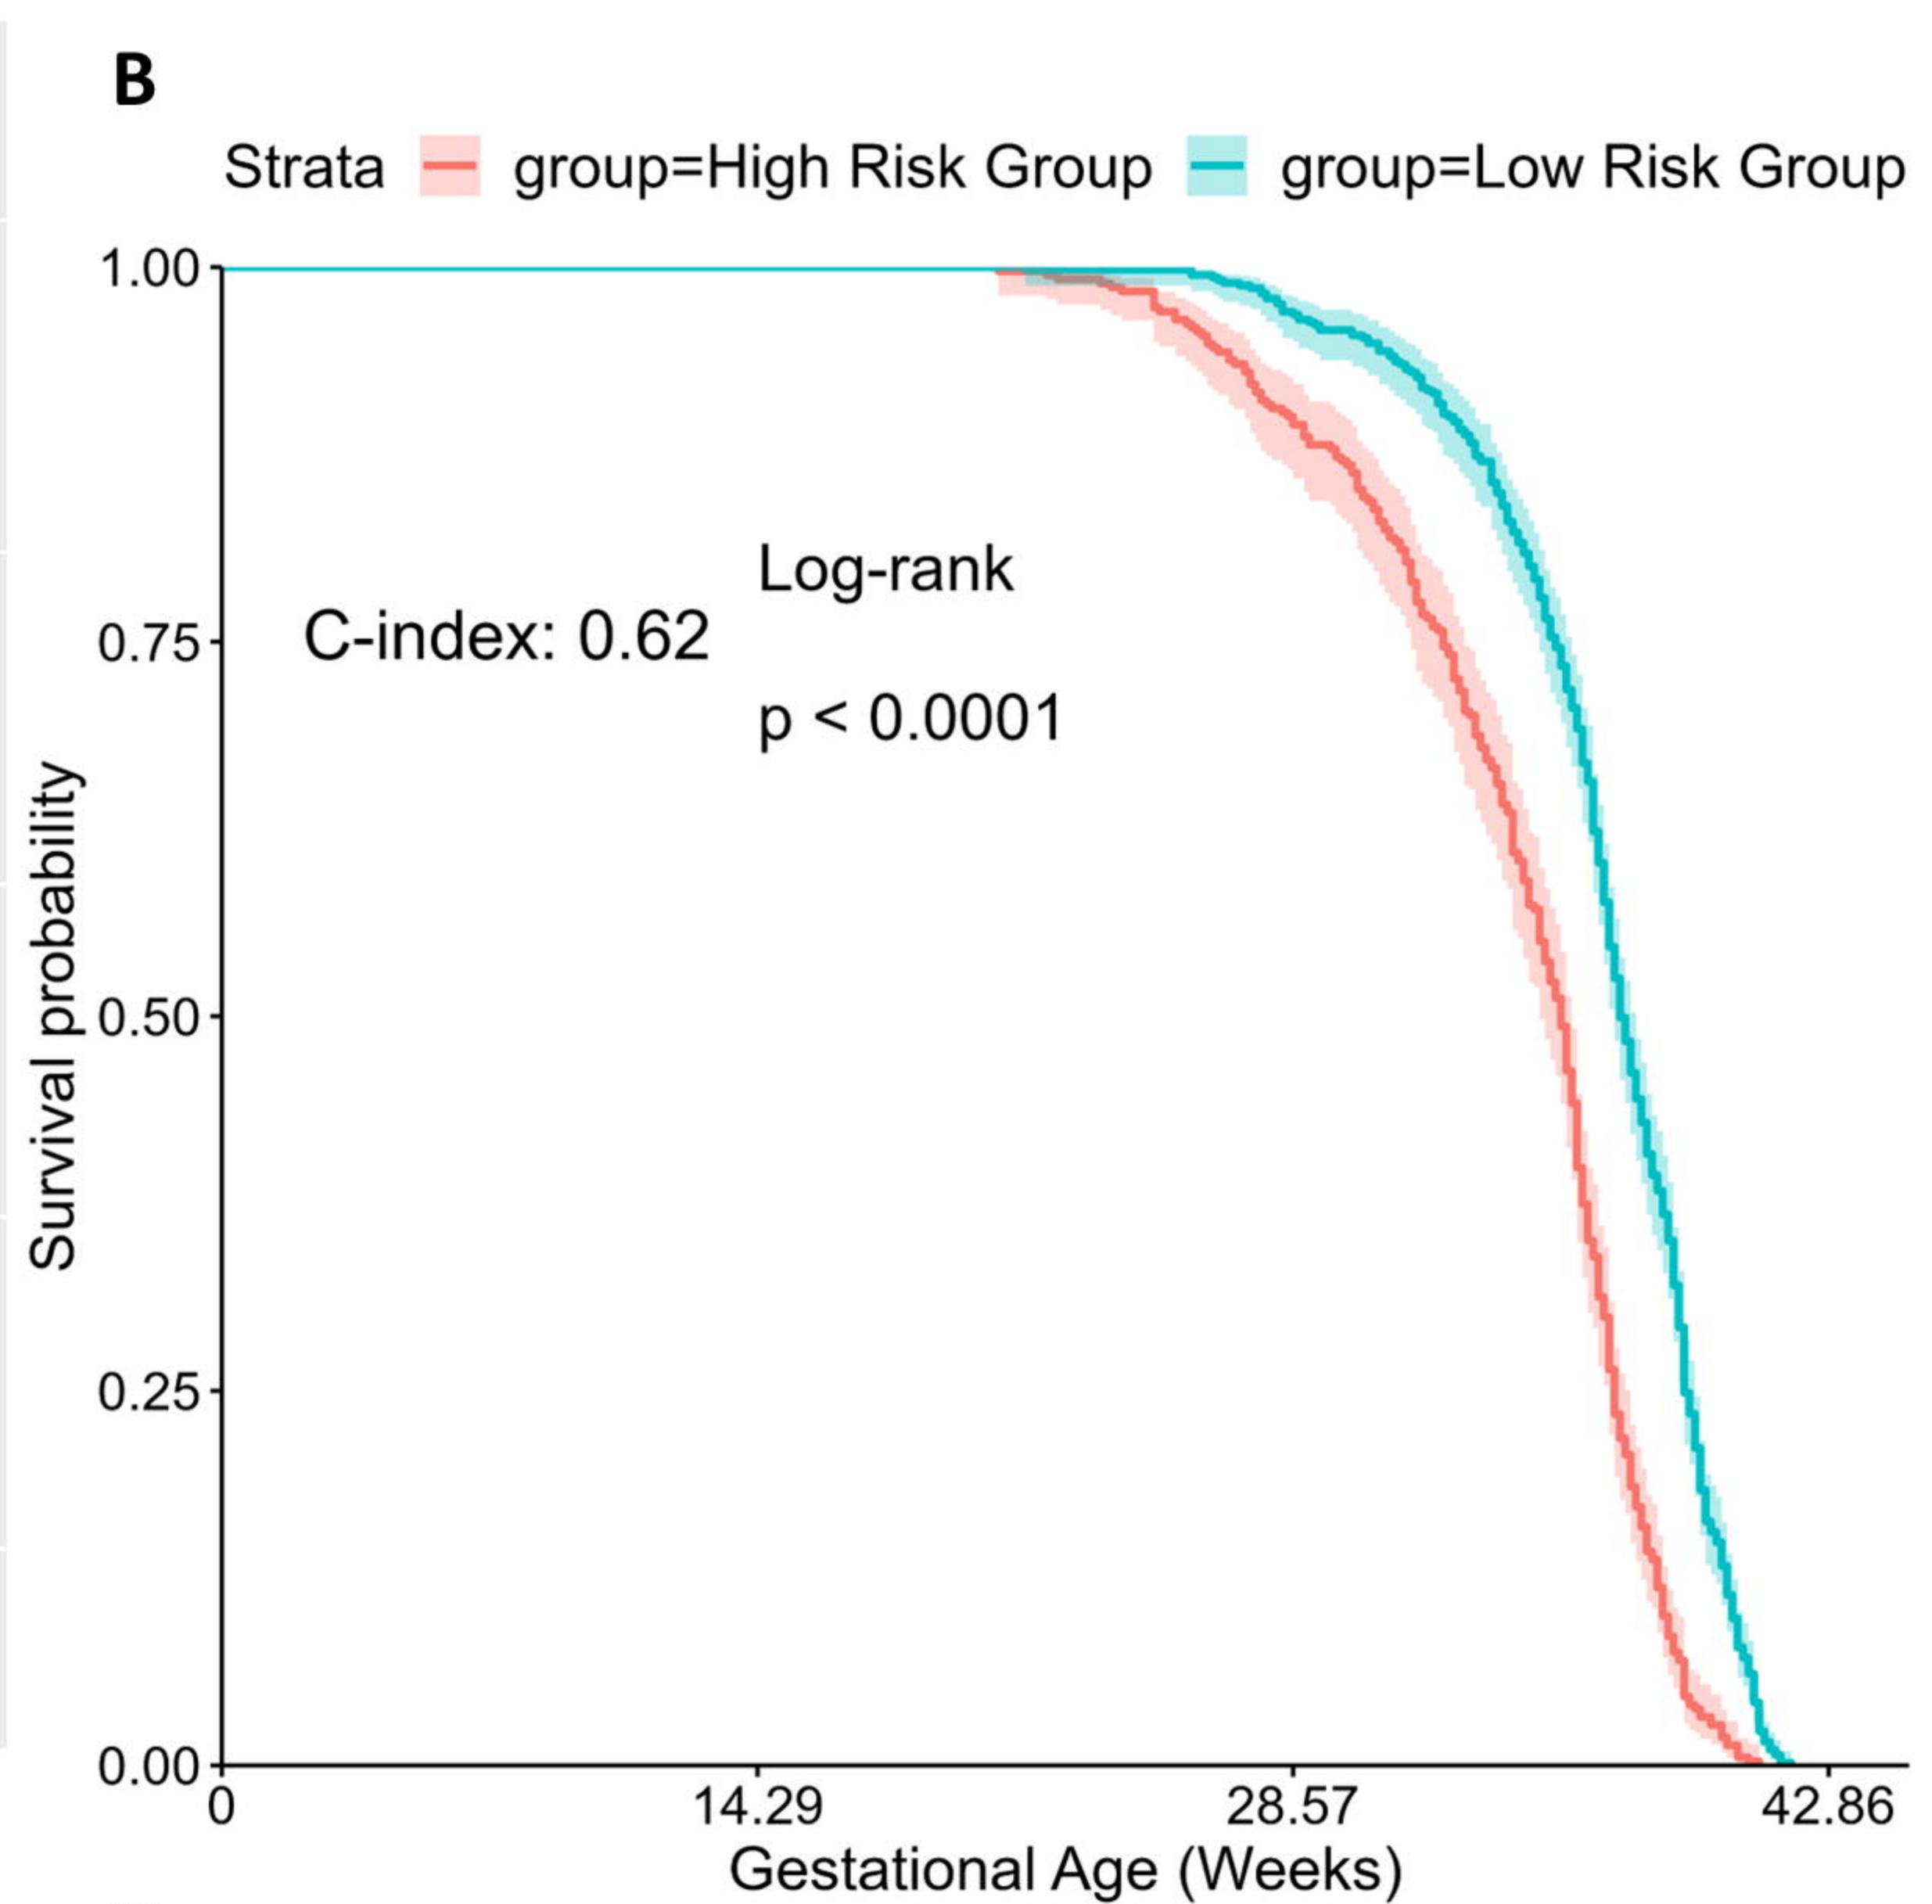 B
Strata group=High Risk Group group=Low Risk Group
1.00
0.75
0.50
0.25
0.00
Survival probability
C-index: 0.62
Log-rank
p < 0.0001
0 14.29 28.57 42.86
Gestational Age (Weeks)